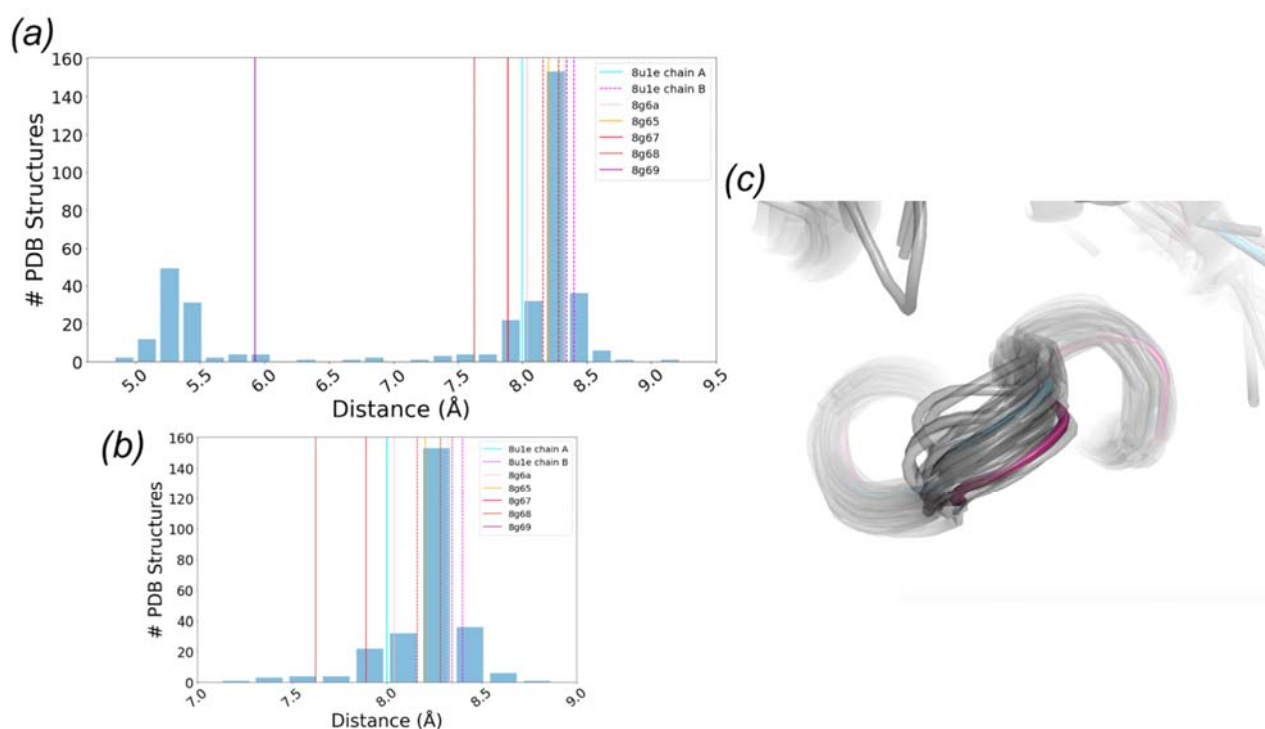 (a)
# PDB Structures
160
140
120
100
80
60
40
20
0
5.0 5.5 6.0 6.5 7.0 7.5 8.0 8.5 9.0 9.5
Distance (Å)
8u1e chain A
8u1e chain B
8g6a
8g65
8g67
8g68
8g69
(b)
# PDB Structures
160
140
120
100
80
60
40
20
0
7.0 7.5 8.0 8.5 9.0
Distance (Å)
8u1e chain A
8u1e chain B
8g6a
8g65
8g67
8g68
8g69
(c)